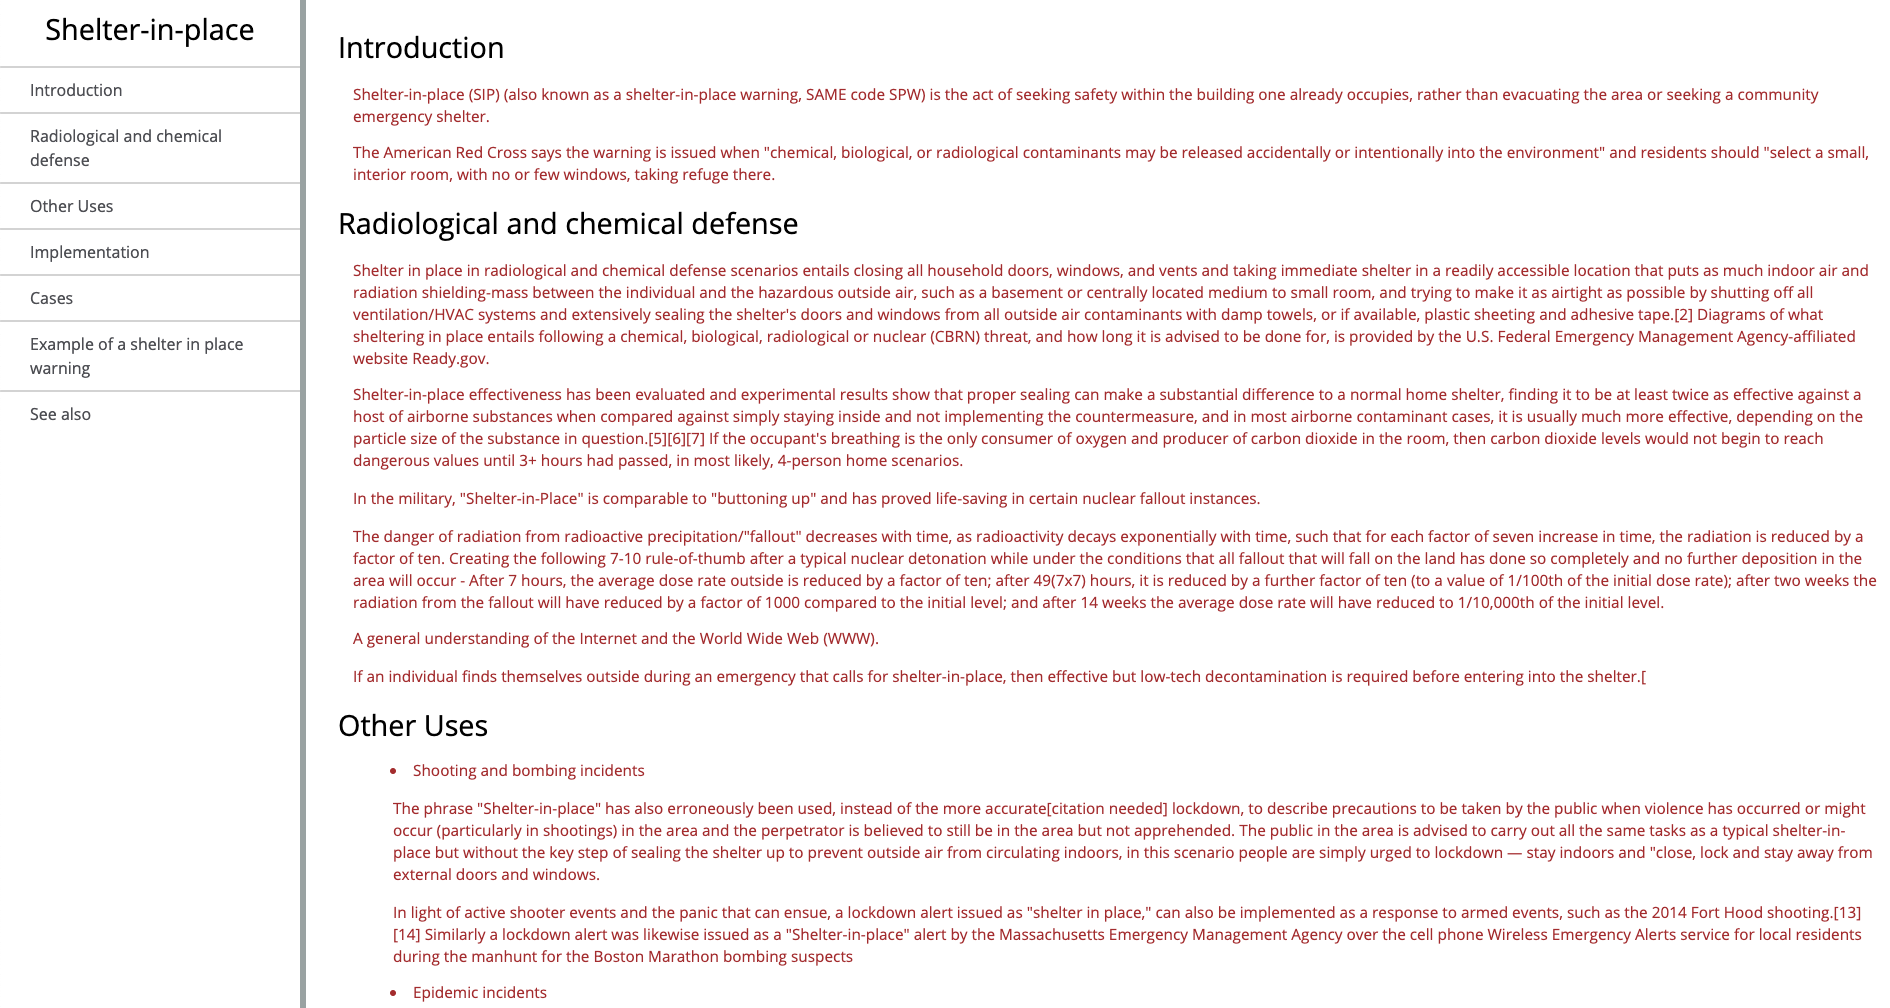 Shelter-in-place
Introduction
Radiological and chemical
defense
Other Uses
Implementation
Cases
Example of a shelter in place
warning
See also
Introduction
Shelter-in-place (SIP) (also known as a shelter-in-place warning, SAME code SPW) is the act of seeking safety within the building one already occupies, rather than evacuating the area or seeking a community
emergency shelter.
The American Red Cross says the warning is issued when "chemical, biological, or radiological contaminants may be released accidentally or intentionally into the environment" and residents should "select a small,
interior room, with no or few windows, taking refuge there.
Radiological and chemical defense
Shelter in place in radiological and chemical defense scenarios entails closing all household doors, windows, and vents and taking immediate shelter in a readily accessible location that puts as much indoor air and
radiation shielding-mass between the individual and the hazardous outside air, such as a basement or centrally located medium to small room, and trying to make it as airtight as possible by shutting off all
ventilation/HVAC systems and extensively sealing the shelter's doors and windows from all outside air contaminants with damp towels, or if available, plastic sheeting and adhesive tape.[2] Diagrams of what
sheltering in place entails following a chemical, biological, radiological or nuclear (CBRN) threat, and how long it is advised to be done for, is provided by the U.S. Federal Emergency Management Agency-affiliated
website Ready.gov.
Shelter-in-place effectiveness has been evaluated and experimental results show that proper sealing can make a substantial difference to a normal home shelter, finding it to be at least twice as effective against a
host of airborne substances when compared against simply staying inside and not implementing the countermeasure, and in most airborne contaminant cases, it is usually much more effective, depending on the
particle size of the substance in question.[5][6][7] If the occupant's breathing is the only consumer of oxygen and producer of carbon dioxide in the room, then carbon dioxide levels would not begin to reach
dangerous values until 3+ hours had passed, in most likely, 4-person home scenarios.
In the military, "Shelter-in-Place" is comparable to "buttoning up" and has proved life-saving in certain nuclear fallout instances.
The danger of radiation from radioactive precipitation/"fallout" decreases with time, as radioactivity decays exponentially with time, such that for each factor of seven increase in time, the radiation is reduced by a
factor of ten. Creating the following 7-10 rule-of-thumb after a typical nuclear detonation while under the conditions that all fallout that will fall on the land has done so completely and no further deposition in the
area will occur - After 7 hours, the average dose rate outside is reduced by a factor of ten; after 49(7x7) hours, it is reduced by a further factor of ten (to a value of 1/100th of the initial dose rate); after two weeks the
radiation from the fallout will have reduced by a factor of 1000 compared to the initial level; and after 14 weeks the average dose rate will have reduced to 1/10,000th of the initial level.
A general understanding of the Internet and the World Wide Web (WWW).
If an individual finds themselves outside during an emergency that calls for shelter-in-place, then effective but low-tech decontamination is required before entering into the shelter.[
Other Uses
• Shooting and bombing incidents
The phrase "Shelter-in-place" has also erroneously been used, instead of the more accurate[citation needed] lockdown, to describe precautions to be taken by the public when violence has occurred or might
occur (particularly in shootings) in the area and the perpetrator is believed to still be in the area but not apprehended. The public in the area is advised to carry out all the same tasks as a typical shelter-in-
place but without the key step of sealing the shelter up to prevent outside air from circulating indoors, in this scenario people are simply urged to lockdown — stay indoors and "close, lock and stay away from
external doors and windows.
In light of active shooter events and the panic that can ensue, a lockdown alert issued as "shelter in place," can also be implemented as a response to armed events, such as the 2014 Fort Hood shooting.[13]
[14] Similarly a lockdown alert was likewise issued as a "Shelter-in-place" alert by the Massachusetts Emergency Management Agency over the cell phone Wireless Emergency Alerts service for local residents
during the manhunt for the Boston Marathon bombing suspects
• Epidemic incidents